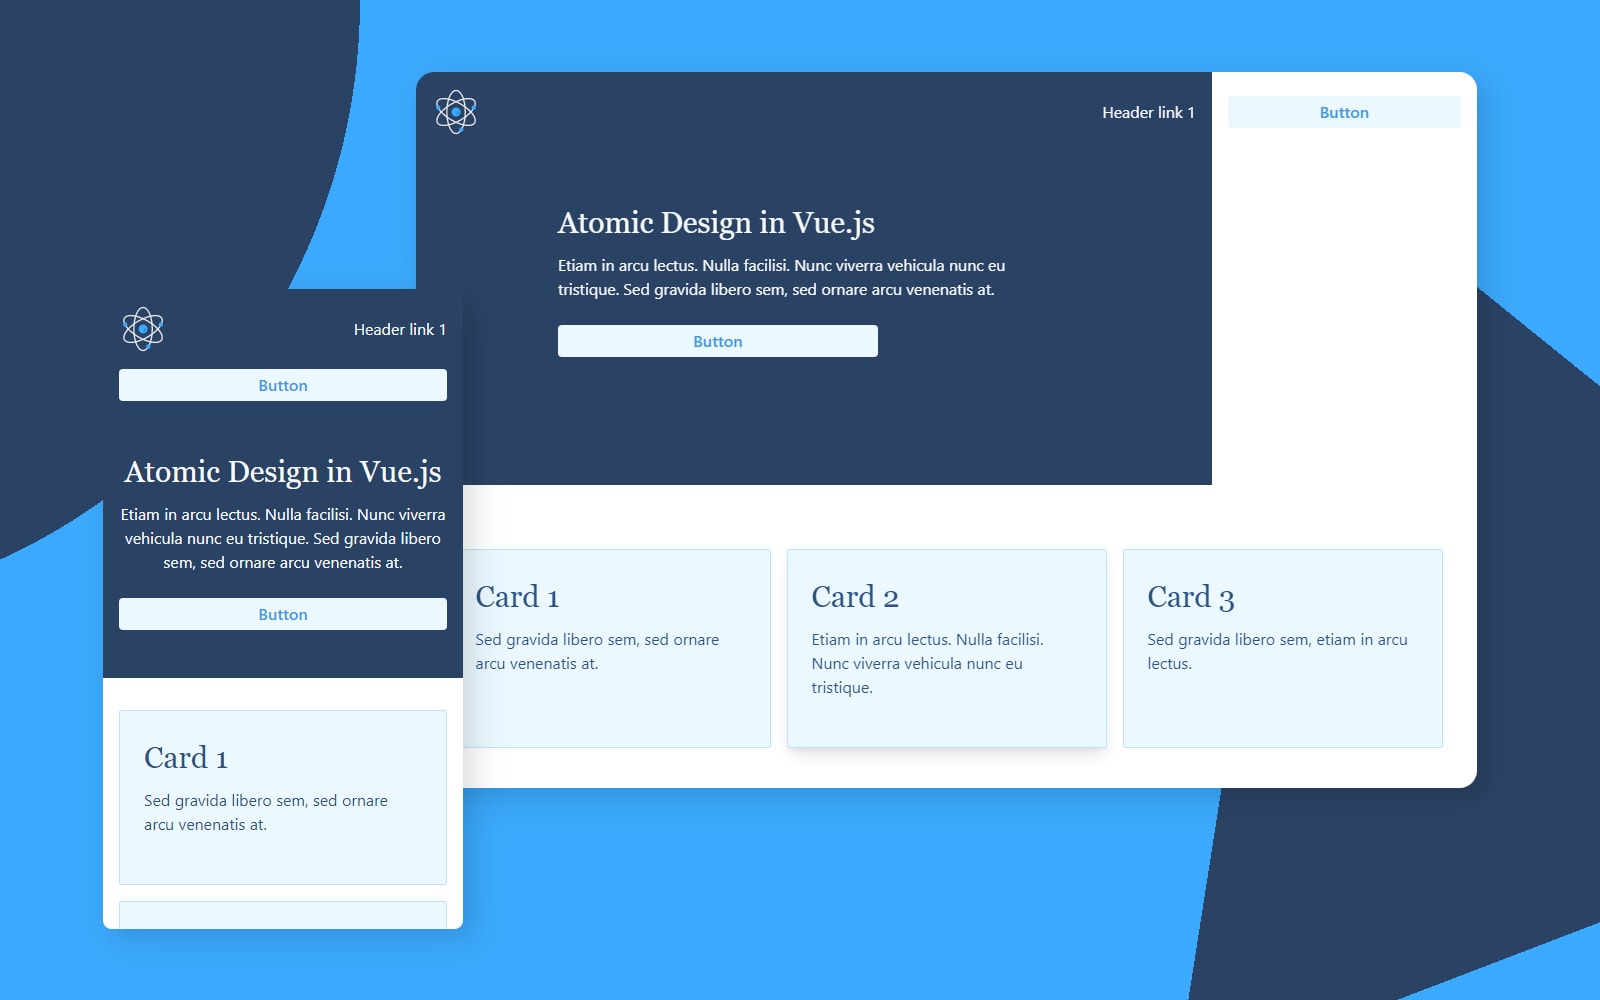 Header link 1
Button
Atomic Design in Vue.js
Etiam in arcu lectus. Nulla facilisi. Nunc viverra vehicula nunc eu
tristique. Sed gravida libero sem, sed ornare arcu venenatis at.
Button
Card 1
Sed gravida libero sem, sed ornare
arcu venenatis at.
Card 2
Etiam in arcu lectus. Nulla facilisi.
Nunc viverra vehicula nunc eu
tristique.
Card 3
Sed gravida libero sem, etiam in arcu
lectus.
Header link 1
Button
Atomic Design in Vue.js
Etiam in arcu lectus. Nulla facilisi. Nunc viverra
vehicula nunc eu tristique. Sed gravida libero
sem, sed ornare arcu venenatis at.
Button
Card 1
Sed gravida libero sem, sed ornare
arcu venenatis at.